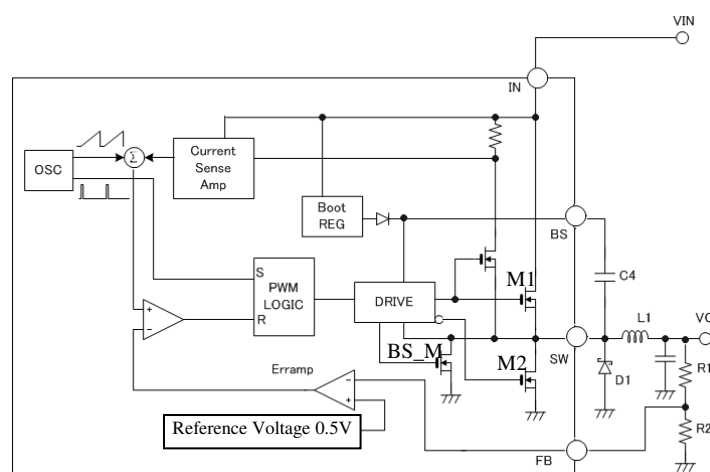 VIN
IN
OSC
Σ
Current
Sense
Amp
Boot
REG
BS
S
PWM
LOGIC
R
DRIVE
M1
C4
L1
VO
+
−
BS_M
M2
SW
D1
R1
Erramp
−
+
Reference Voltage 0.5V
FB
R2